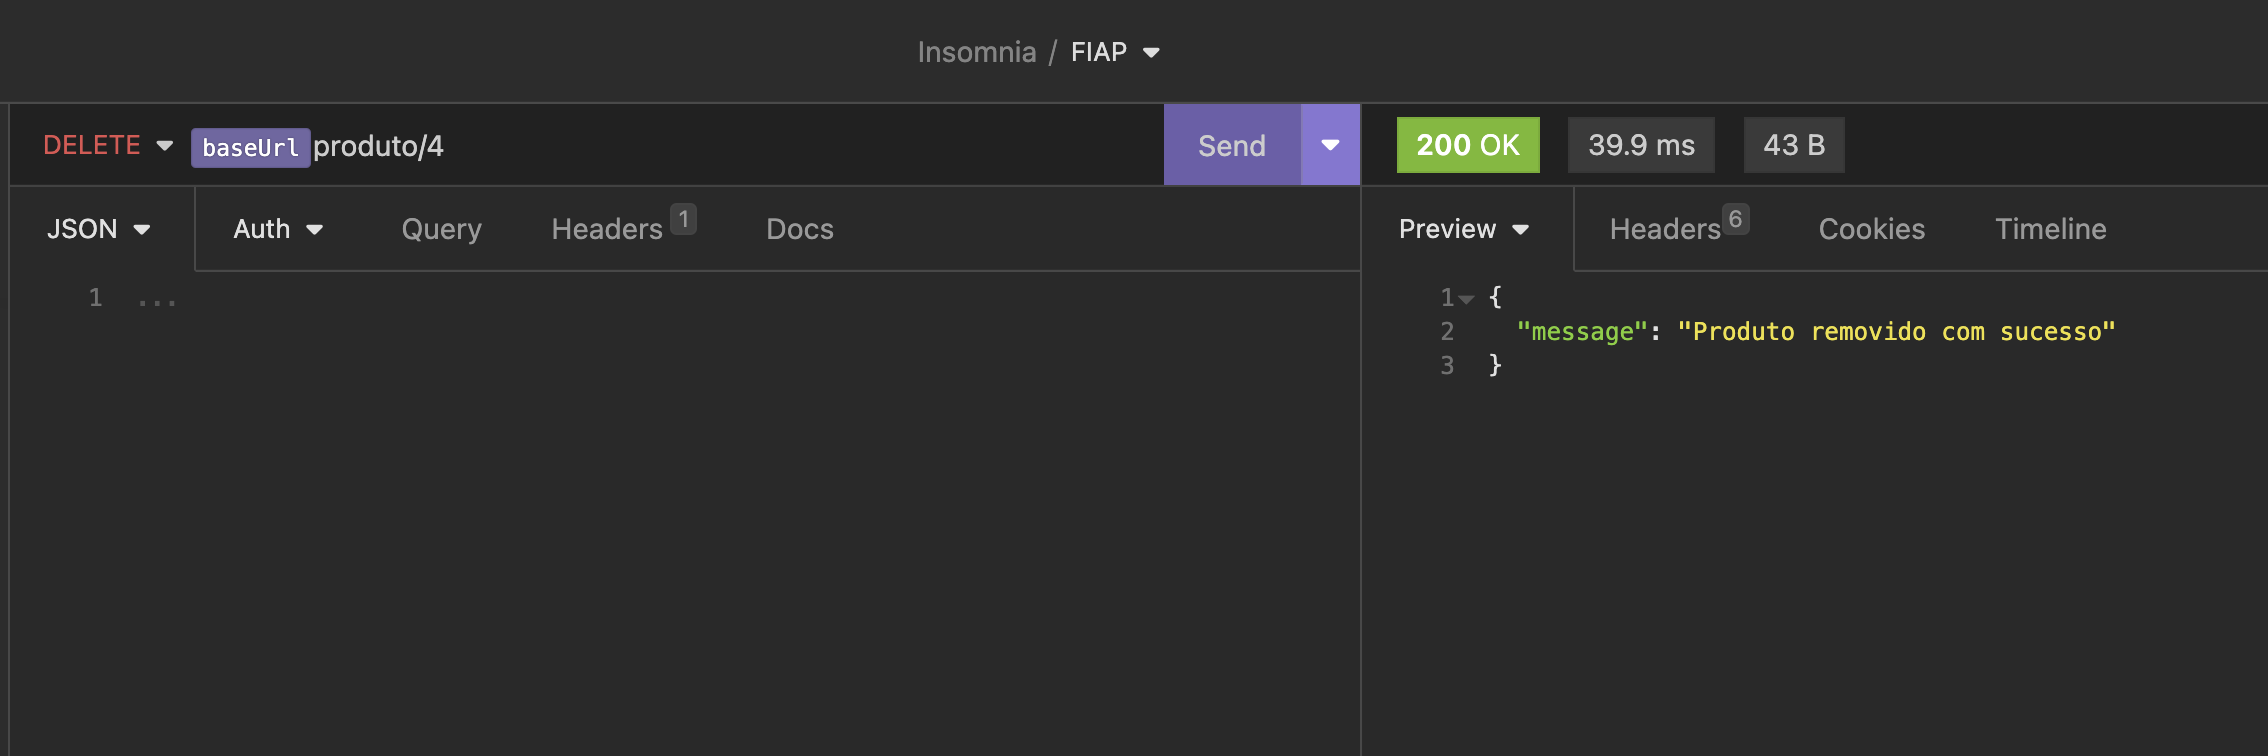 Insomnia / FIAP
DELETE baseUrl produto/4 Send 200 OK 39.9 ms 43 B
JSON Auth Query Headers 1 Docs Preview Headers 6 Cookies Timeline
1 ...
1 {
2 "message": "Produto removido com sucesso"
3 }